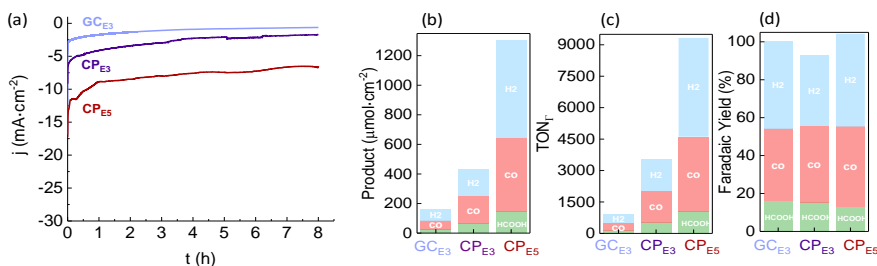 (a)
0
-5
-10
-15
-20
-25
-30
j (mA·cm⁻²)
GC_E3
CP_E3
CP_E5
0 1 2 3 4 5 6 7 8
t (h)
(b)
1200
1000
800
600
400
200
0
Product (μmol·cm⁻²)
H2
CO
H2
CO
H2
CO
HCOOH
GC_E3 CP_E3 CP_E5
(c)
9000
7500
6000
4500
3000
1500
0
TON_Γ
H2
CO
H2
CO
H2
CO
HCOOH
GC_E3 CP_E3 CP_E5
(d)
100
80
60
40
20
0
Faradaic Yield (%)
H2
CO
HCOOH
H2
CO
HCOOH
H2
CO
HCOOH
GC_E3 CP_E3 CP_E5